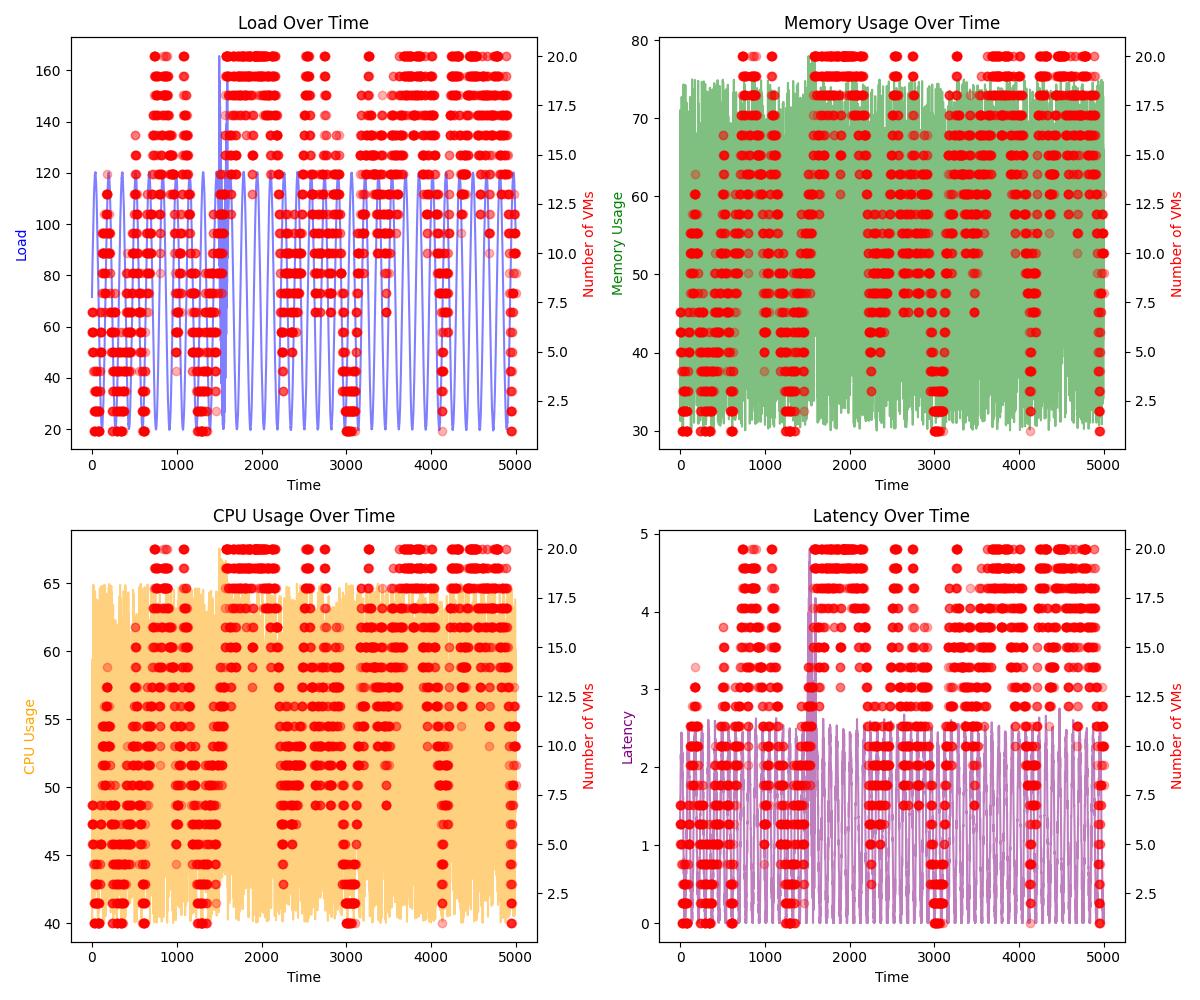 Load Over Time
160
140
120
100
80
60
40
20
Load
20.0
17.5
15.0
12.5
10.0
7.5
5.0
2.5
Number of VMs
0 1000 2000 3000 4000 5000
Time
Memory Usage Over Time
80
70
60
50
40
30
Memory Usage
20.0
17.5
15.0
12.5
10.0
7.5
5.0
2.5
Number of VMs
0 1000 2000 3000 4000 5000
Time
CPU Usage Over Time
65
60
55
50
45
40
CPU Usage
20.0
17.5
15.0
12.5
10.0
7.5
5.0
2.5
Number of VMs
0 1000 2000 3000 4000 5000
Time
Latency Over Time
5
4
3
2
1
0
Latency
20.0
17.5
15.0
12.5
10.0
7.5
5.0
2.5
Number of VMs
0 1000 2000 3000 4000 5000
Time